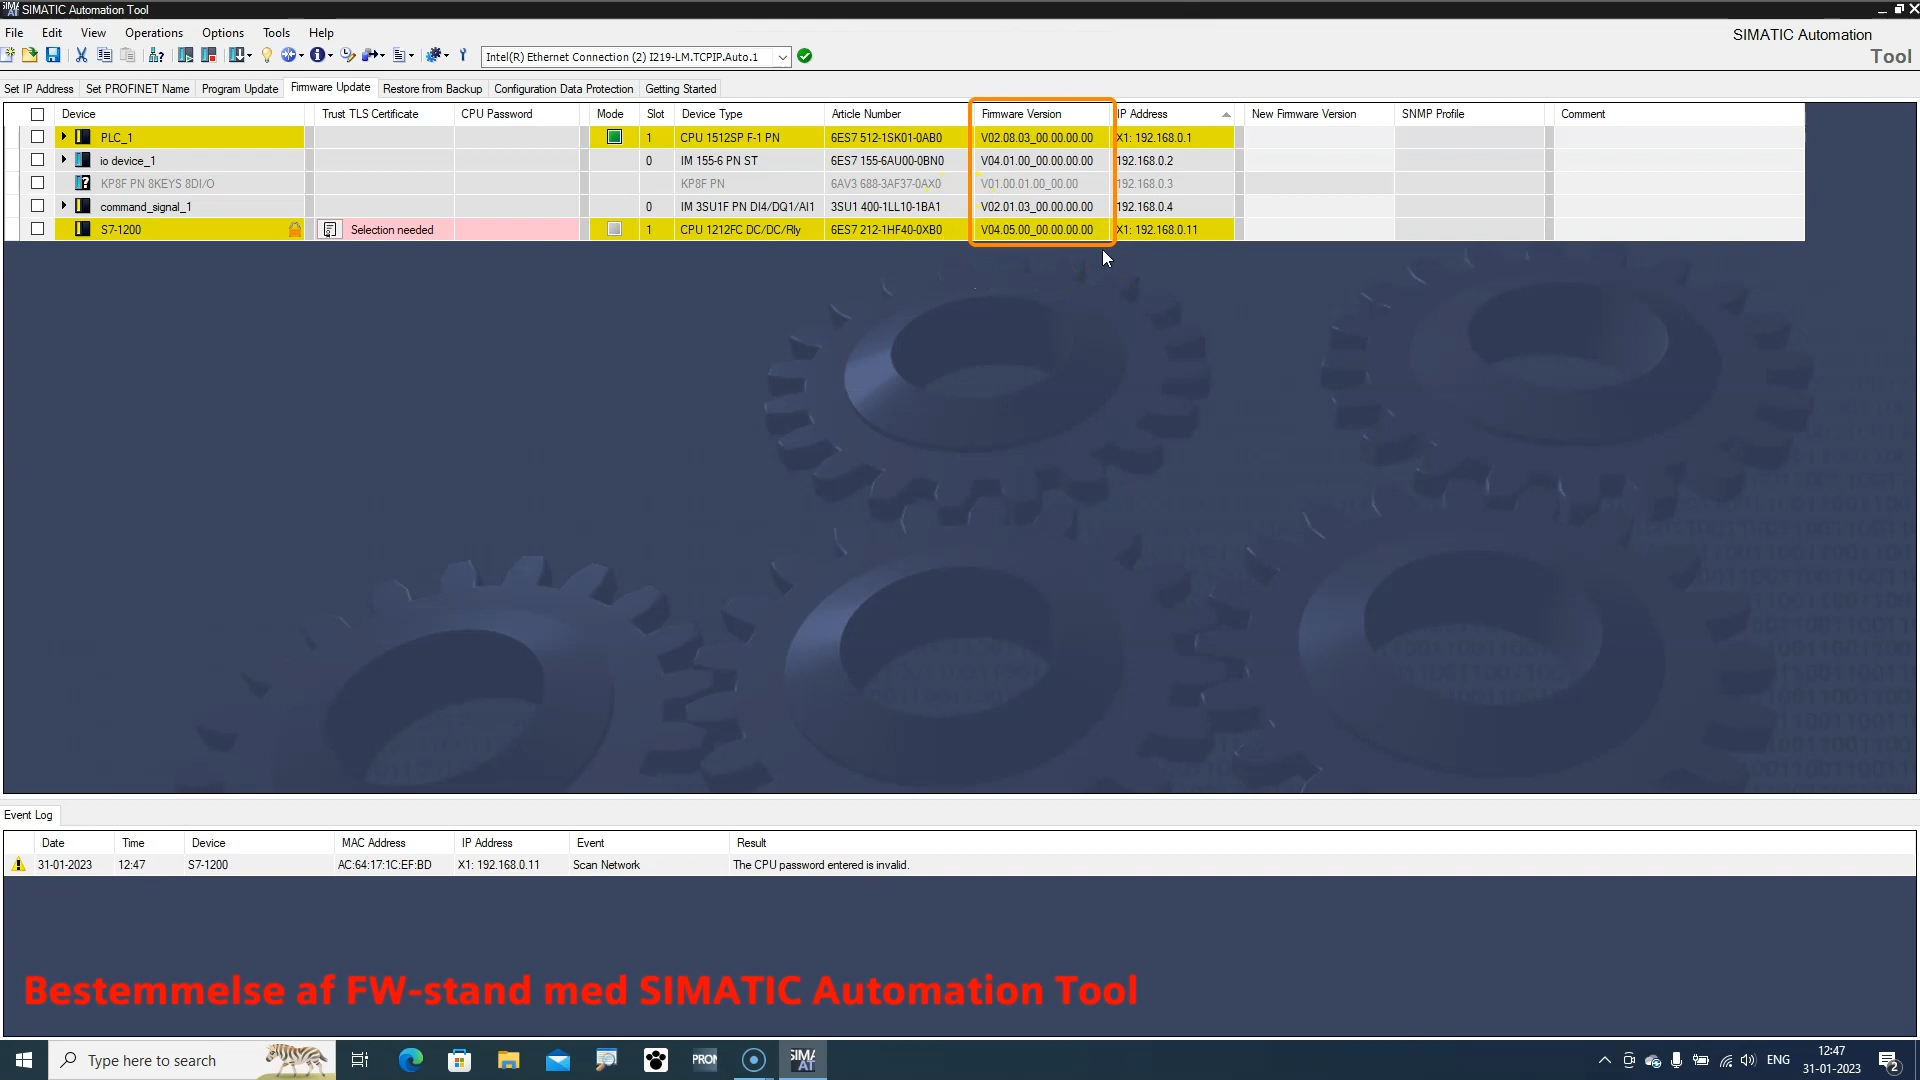 SIMATIC Automation Tool
File Edit View Operations Options Tools Help
SIMATIC Automation
Tool
Intel(R) Ethernet Connection (2) I219-LM.TCPIP.Auto.1
Set IP Address Set PROFINET Name Program Update Firmware Update Restore from Backup Configuration Data Protection Getting Started
Device Trust TLS Certificate CPU Password Mode Slot Device Type Article Number Firmware Version IP Address New Firmware Version SNMP Profile Comment
PLC_1 1 CPU 1512SP F-1 PN 6ES7 512-1SK01-0AB0 V02.08.03_00.00.00.00 X1: 192.168.0.1
io device_1 0 IM 155-6 PN ST 6ES7 155-6AU00-0BN0 V04.01.00_00.00.00.00 192.168.0.2
KP8F PN 8KEYS 8DI/O KP8F PN 6AV3 688-3AF37-0AX0 V01.00.01.00_00.00 192.168.0.3
command_signal_1 0 IM 3SU1F PN DI4/DQ1/AI1 3SU1 400-1LL10-1BA1 V02.01.03_00.00.00.00 192.168.0.4
S7-1200 Selection needed 1 CPU 1212FC DC/DC/Rly 6ES7 212-1HF40-0XB0 V04.05.00_00.00.00.00 X1: 192.168.0.11
Event Log
Date Time Device MAC Address IP Address Event Result
31-01-2023 12:47 S7-1200 AC:64:17:1C:EF:BD X1: 192.168.0.11 Scan Network The CPU password entered is invalid.
Bestemmelse af FW-stand med SIMATIC Automation Tool
Type here to search PRON SIMA AT ENG 12:47
31-01-2023 2